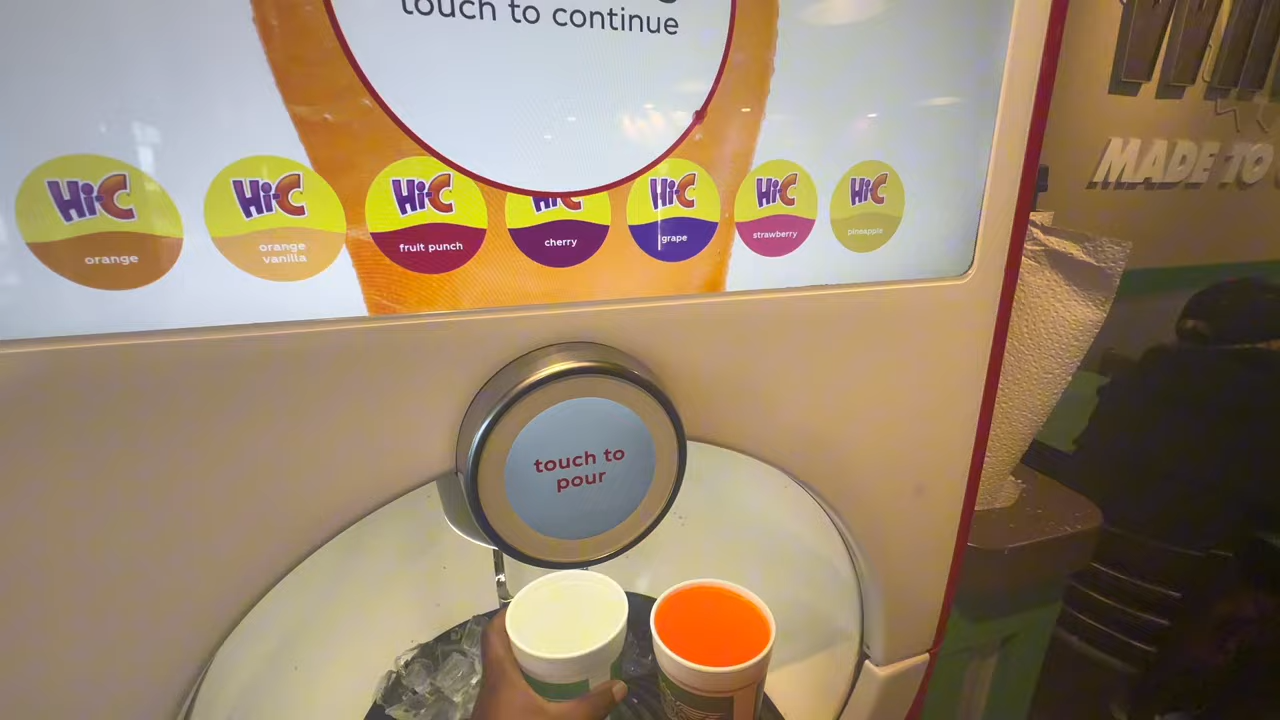 touch to continue
Hi-C
orange
Hi-C
orange
vanilla
Hi-C
fruit punch
Hi-C
cherry
Hi-C
grape
Hi-C
strawberry
Hi-C
pineapple
touch to
pour
MADE TO